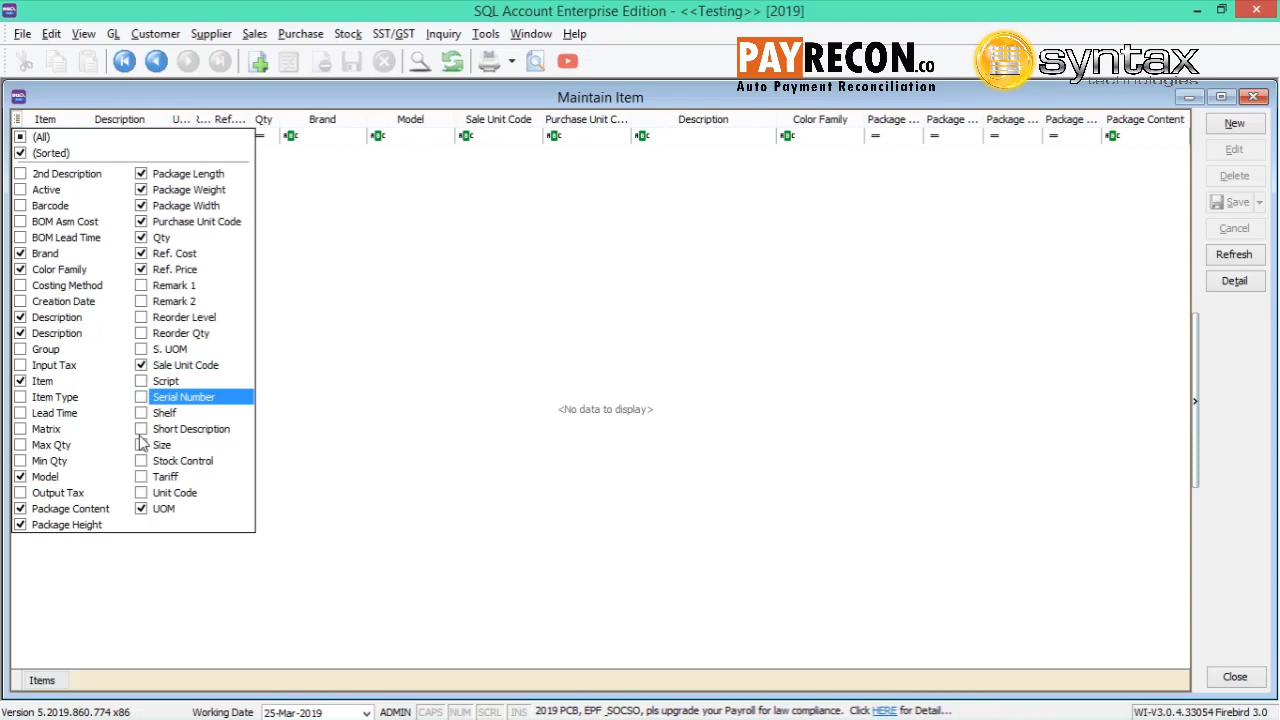 SQL Account Enterprise Edition - <<Testing>> [2019]
File Edit View GL Customer Supplier Sales Purchase Stock SST/GST Inquiry Tools Window Help
PAYRECON.co
Auto Payment Reconciliation
syntax
technologies
Maintain Item
Item Description U... R... Ref.... Qty Brand Model Sale Unit Code Purchase Unit C... Description Color Family Package ... Package ... Package ... Package ... Package Content
(All)
(Sorted)
2nd Description Package Length
Active Package Weight
Barcode Package Width
BOM Asm Cost Purchase Unit Code
BOM Lead Time Qty
Brand Ref. Cost
Color Family Ref. Price
Costing Method Remark 1
Creation Date Remark 2
Description Reorder Level
Description Reorder Qty
Group S. UOM
Input Tax Sale Unit Code
Item Script
Item Type Serial Number
Lead Time Shelf
Matrix Short Description
Max Qty Size
Min Qty Stock Control
Model Tariff
Output Tax Unit Code
Package Content UOM
Package Height
<No data to display>
New
Edit
Delete
Save
Cancel
Refresh
Detail
Items
Close
Version 5.2019.860.774 x86 Working Date 25-Mar-2019 ADMIN CAPS NUM SCRL INS 2019 PCB, EPF ,SOCSO, pls upgrade your Payroll for law compliance. Click HERE for Detail... WI-V3.0.4.33054 Firebird 3.0